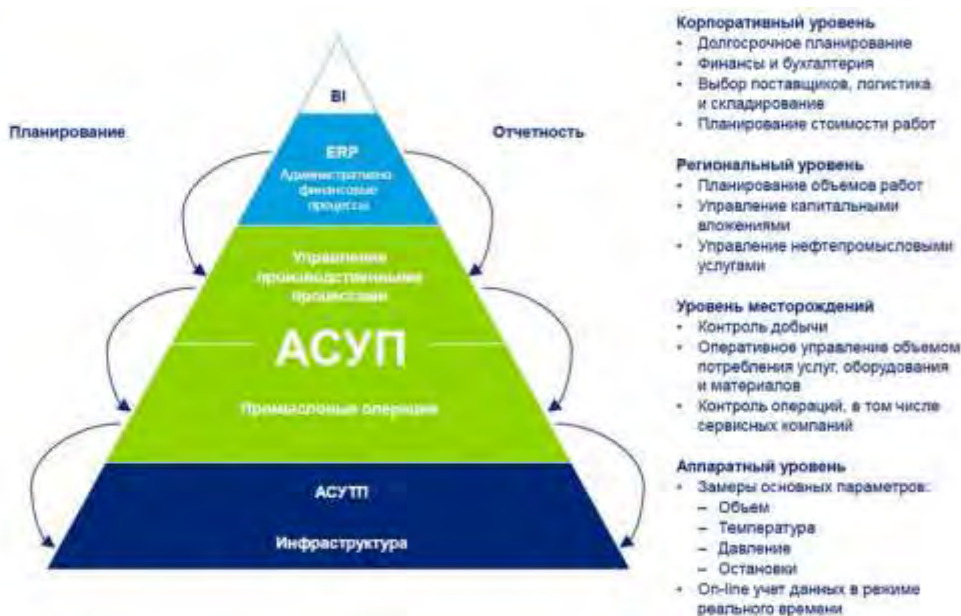 Планирование
Отчетность
BI
ERP
Административно-
финансовые
процессы
Управление
производственными
процессами
АСУП
Промысловые операции
АСУТП
Инфраструктура
Корпоративный уровень
• Долгосрочное планирование
• Финансы и бухгалтерия
• Выбор поставщиков, логистика
и складирование
• Планирование стоимости работ
Региональный уровень
• Планирование объемов работ
• Управление капитальными
вложениями
• Управление нефтепромысловыми
услугами
Уровень месторождений
• Контроль добычи
• Оперативное управление объемом
потребления услуг, оборудования
и материалов
• Контроль операций, в том числе
сервисных компаний
Аппаратный уровень
• Замеры основных параметров:
– Объем
– Температура
– Давление
– Остановки
• On-line учет данных в режиме
реального времени